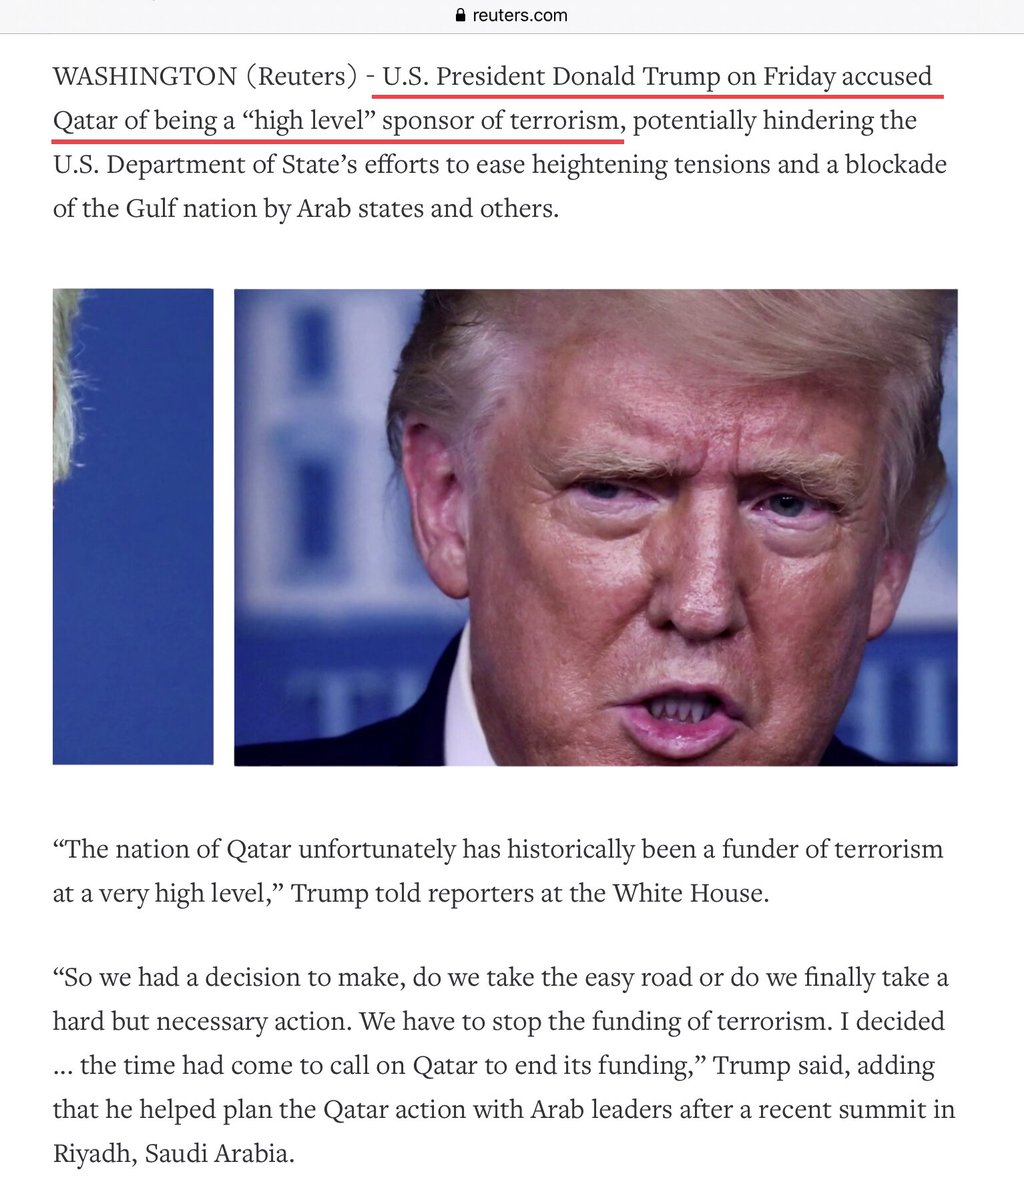 reuters.com
WASHINGTON (Reuters) - U.S. President Donald Trump on Friday accused
Qatar of being a “high level” sponsor of terrorism, potentially hindering the
U.S. Department of State’s efforts to ease heightening tensions and a blockade
of the Gulf nation by Arab states and others.
“The nation of Qatar unfortunately has historically been a funder of terrorism
at a very high level,” Trump told reporters at the White House.
“So we had a decision to make, do we take the easy road or do we finally take a
hard but necessary action. We have to stop the funding of terrorism. I decided
... the time had come to call on Qatar to end its funding,” Trump said, adding
that he helped plan the Qatar action with Arab leaders after a recent summit in
Riyadh, Saudi Arabia.